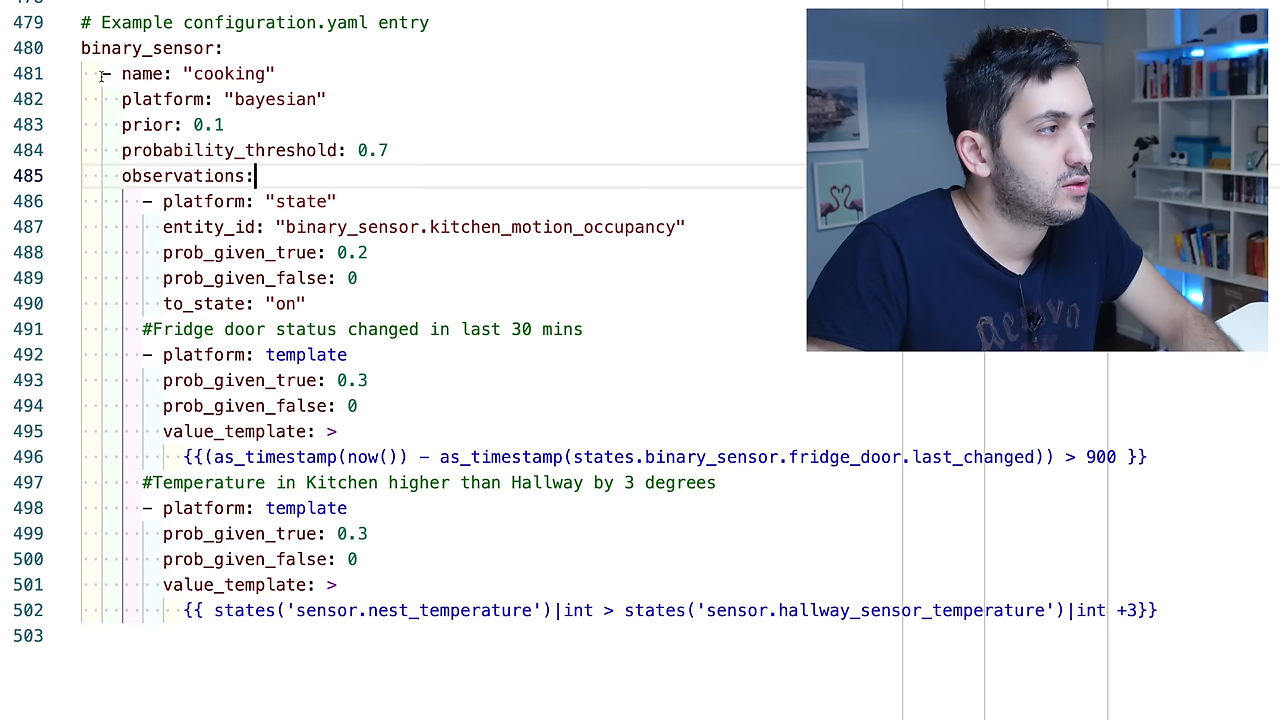 479 # Example configuration.yaml entry
480 binary_sensor:
481 - name: "cooking"
482 platform: "bayesian"
483 prior: 0.1
484 probability_threshold: 0.7
485 observations:
486 - platform: "state"
487 entity_id: "binary_sensor.kitchen_motion_occupancy"
488 prob_given_true: 0.2
489 prob_given_false: 0
490 to_state: "on"
491 #Fridge door status changed in last 30 mins
492 - platform: template
493 prob_given_true: 0.3
494 prob_given_false: 0
495 value_template: >
496 {{(as_timestamp(now()) - as_timestamp(states.binary_sensor.fridge_door.last_changed)) > 900 }}
497 #Temperature in Kitchen higher than Hallway by 3 degrees
498 - platform: template
499 prob_given_true: 0.3
500 prob_given_false: 0
501 value_template: >
502 {{ states('sensor.nest_temperature')|int > states('sensor.hallway_sensor_temperature')|int +3}}
503